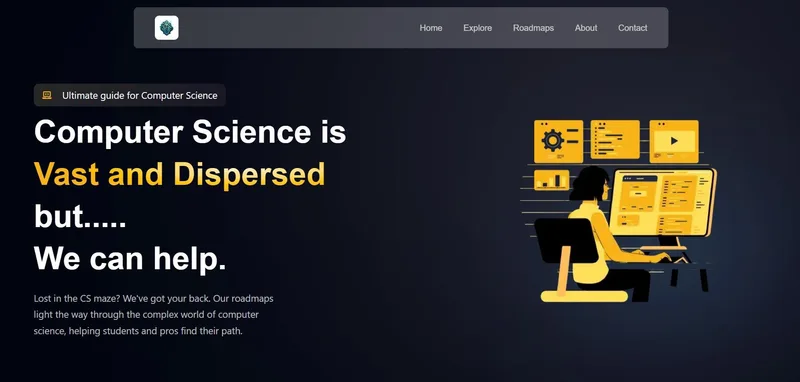 Home Explore Roadmaps About Contact
Ultimate guide for Computer Science
Computer Science is
Vast and Dispersed
but.....
We can help.
Lost in the CS maze? We've got your back. Our roadmaps
light the way through the complex world of computer
science, helping students and pros find their path.